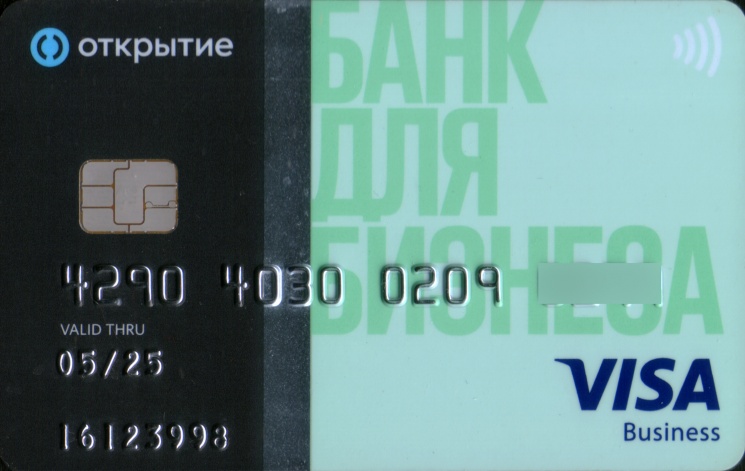 ОТКРЫТИЕ
БАНК
ДЛЯ
БИЗНЕСА
4290 4030 0209
VALID THRU
05/25
16123998
VISA
Business